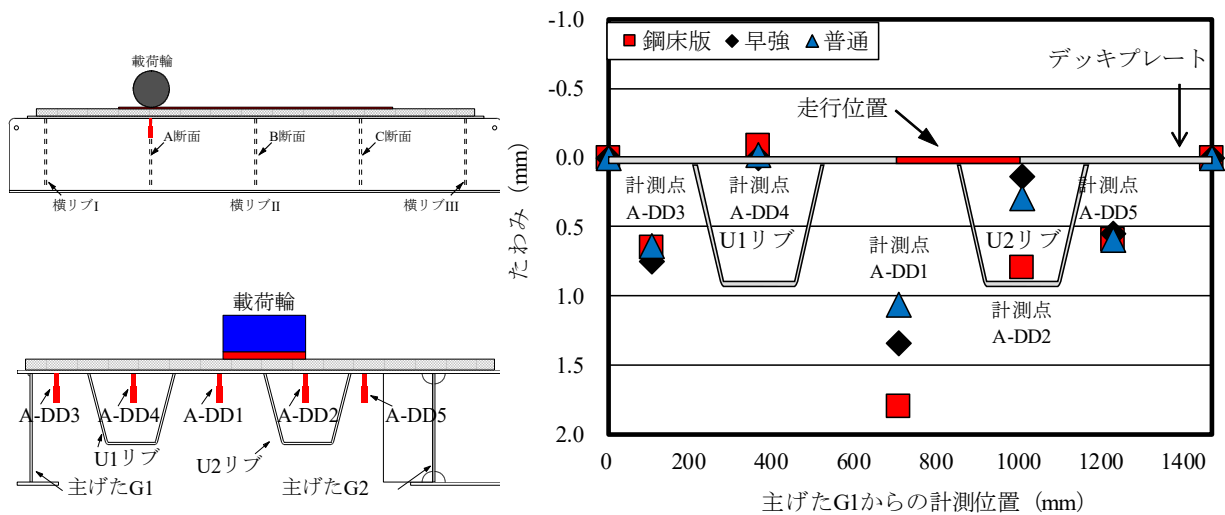 載荷輪
A断面
B断面
C断面
横リブI
横リブII
横リブIII
載荷輪
A-DD3
A-DD4
A-DD1
A-DD2
A-DD5
U1リブ
U2リブ
主げたG1
主げたG2
鋼床版 早強 普通
デッキプレート
走行位置
計測点
A-DD3
計測点
A-DD4
U1リブ
計測点
A-DD1
U2リブ
計測点
A-DD5
計測点
A-DD2
たわみ (mm)
-1.0
-0.5
0.0
0.5
1.0
1.5
2.0
0 200 400 600 800 1000 1200 1400
主げたG1からの計測位置 (mm)